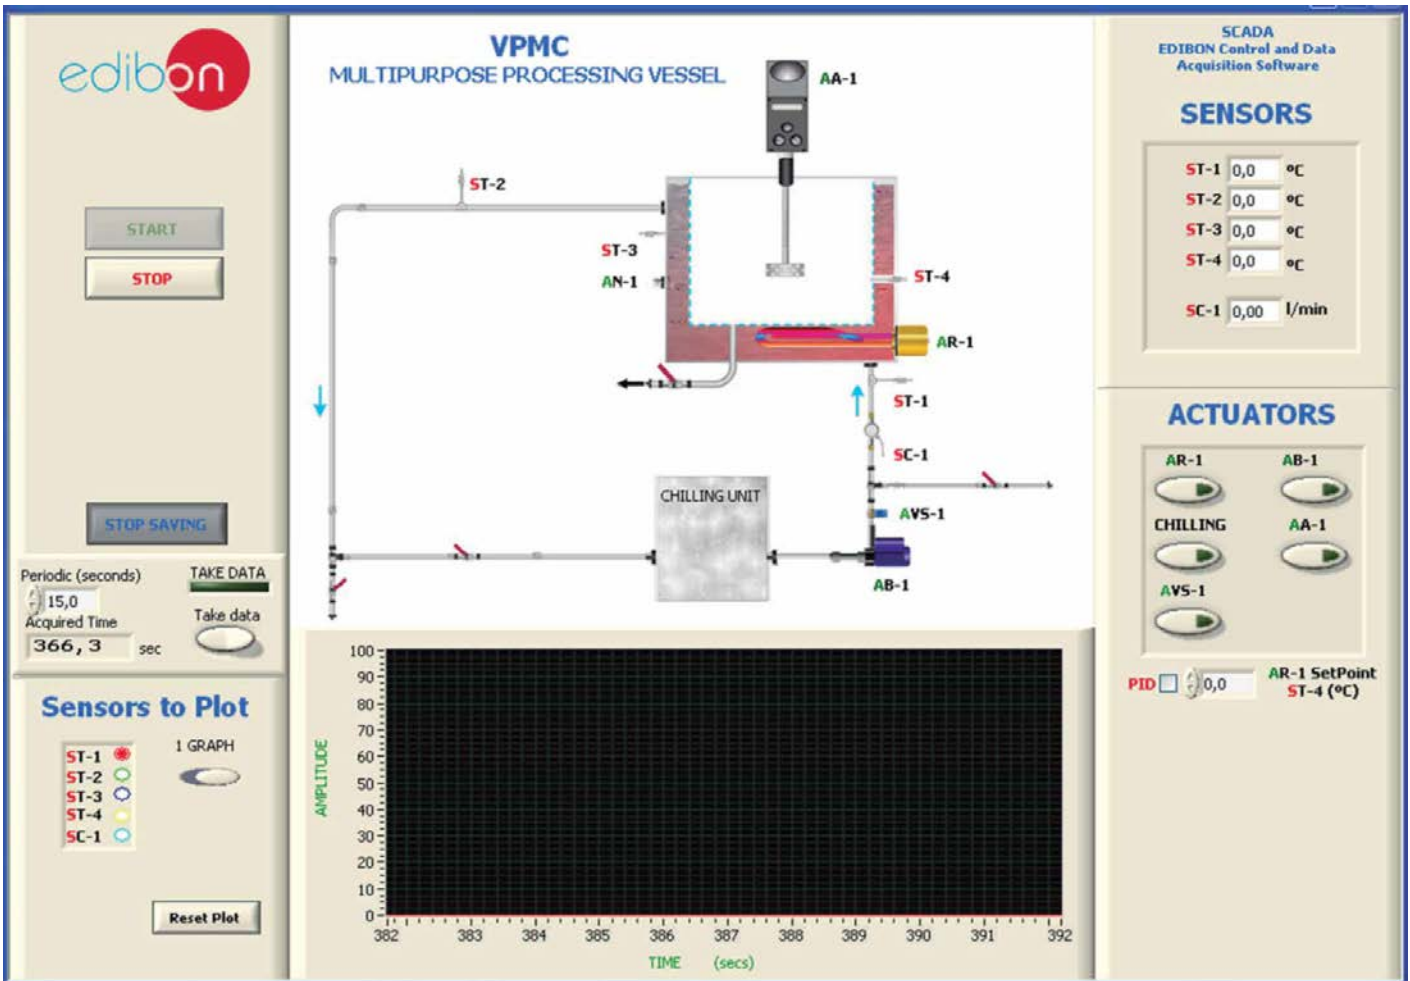 edibon
START
STOP
STOP SAVING
Periodic (seconds)
15,0
TAKE DATA
Acquired Time
366,3 sec
Take data
Sensors to Plot
ST-1
ST-2
ST-3
ST-4
SC-1
1 GRAPH
Reset Plot
VPMC
MULTIPURPOSE PROCESSING VESSEL
AA-1
ST-2
ST-3
AN-1
ST-4
AR-1
ST-1
SC-1
CHILLING UNIT
AVS-1
AB-1
AMPLITUDE
100
90
80
70
60
50
40
30
20
10
0
382 383 384 385 386 387 388 389 390 391 392
TIME (secs)
SCADA
EDIBON Control and Data
Acquisition Software
SENSORS
ST-1 0,0 ºC
ST-2 0,0 ºC
ST-3 0,0 ºC
ST-4 0,0 ºC
SC-1 0,00 l/min
ACTUATORS
AR-1 AB-1
CHILLING AA-1
AVS-1
PID 0,0 AR-1 SetPoint
ST-4 (ºC)